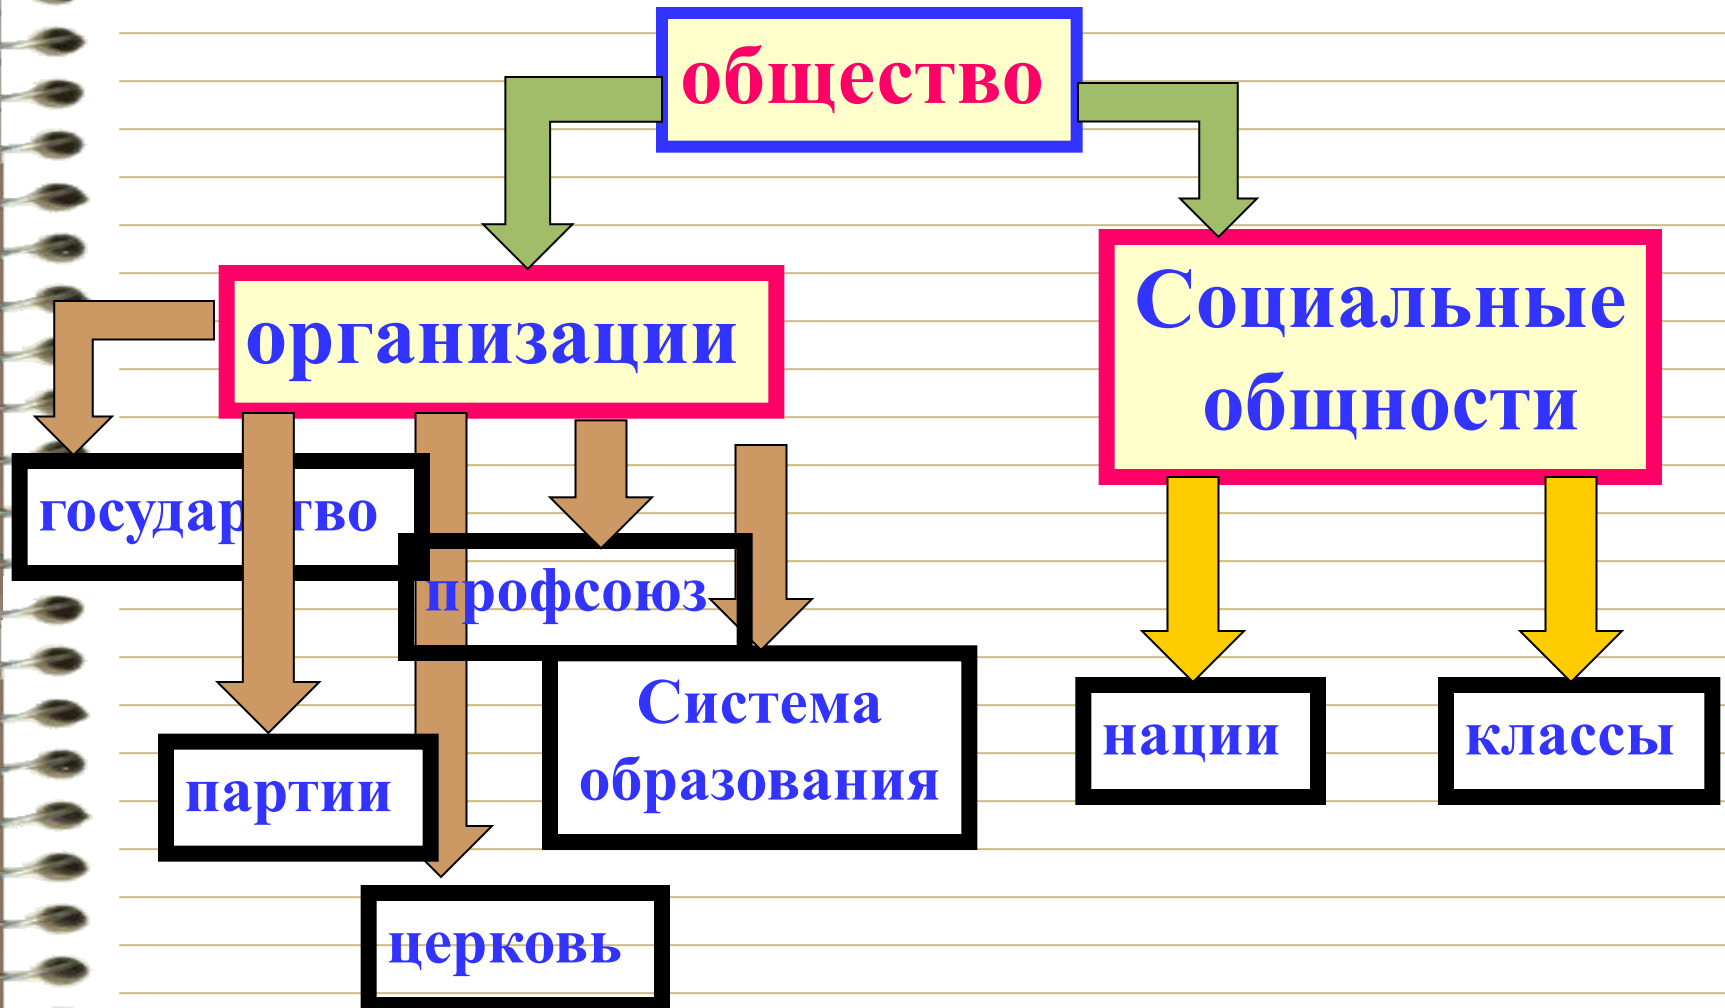 общество
организации
Социальные
общности
государство
профсоюз
Система
образования
нации
классы
партии
церковь